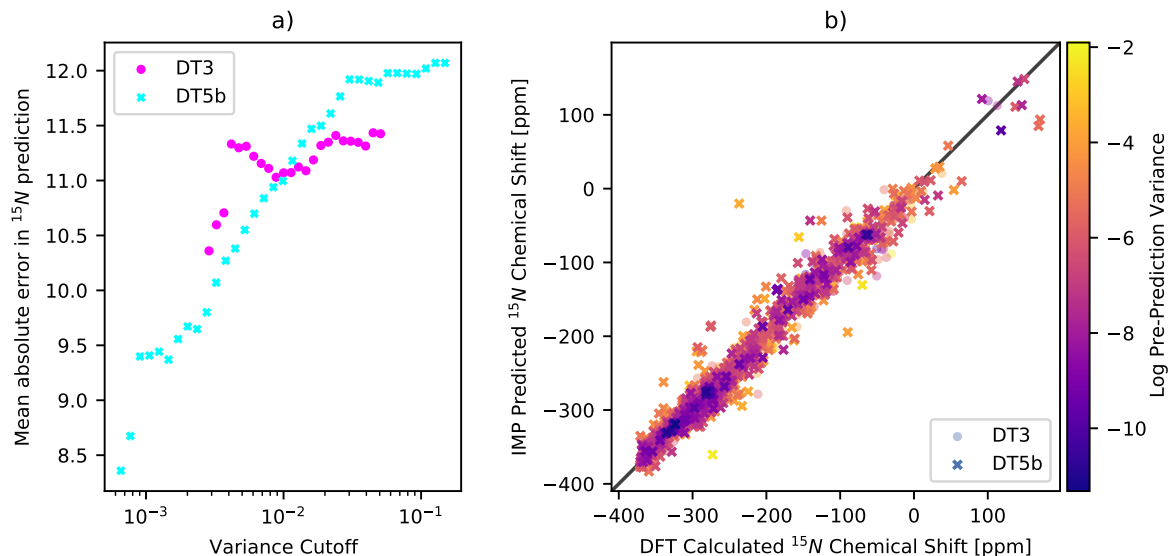 a)
Mean absolute error in ¹⁵N prediction
12.0
11.5
11.0
10.5
10.0
9.5
9.0
8.5
DT3
DT5b
10⁻³
10⁻²
10⁻¹
Variance Cutoff
b)
IMP Predicted ¹⁵N Chemical Shift [ppm]
100
0
−100
−200
−300
−400
DT3
DT5b
−400
−300
−200
−100
0
100
DFT Calculated ¹⁵N Chemical Shift [ppm]
−2
−4
−6
−8
−10
Log Pre-Prediction Variance